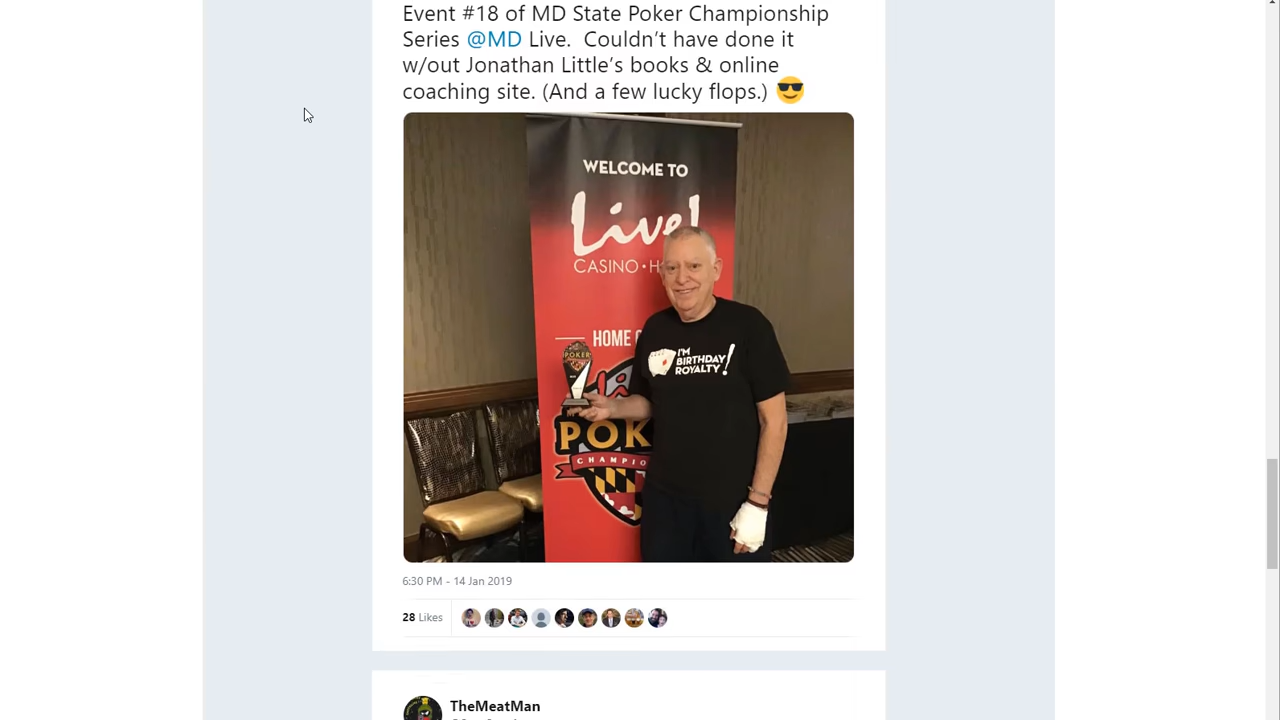 Event #18 of MD State Poker Championship
Series @MD Live.  Couldn’t have done it
w/out Jonathan Little’s books & online
coaching site. (And a few lucky flops.) 😎
WELCOME TO
Live!
CASINO • H
HOME
POKER
I'M
BIRTHDAY
ROYALTY!
POK
CHAMPIO
6:30 PM - 14 Jan 2019
28 Likes
TheMeatMan